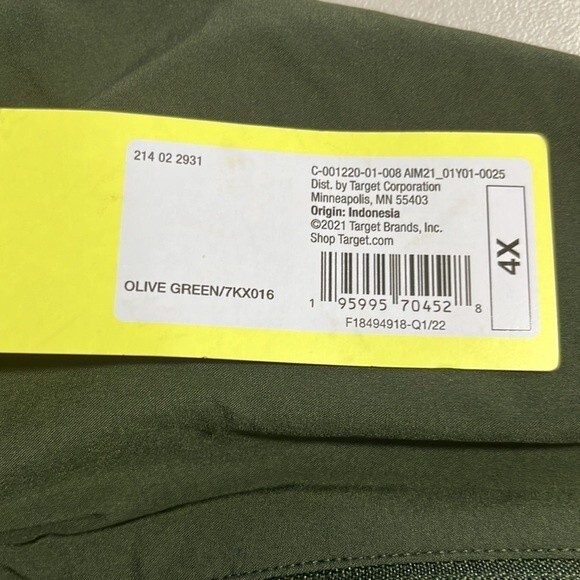 214 02 2931
C-001220-01-008 AIM21_01Y01-0025
Dist. by Target Corporation
Minneapolis, MN 55403
Origin: Indonesia
©2021 Target Brands, Inc.
Shop Target.com
4X
OLIVE GREEN/7KX016
1 95995 70452 8
F18494918-Q1/22